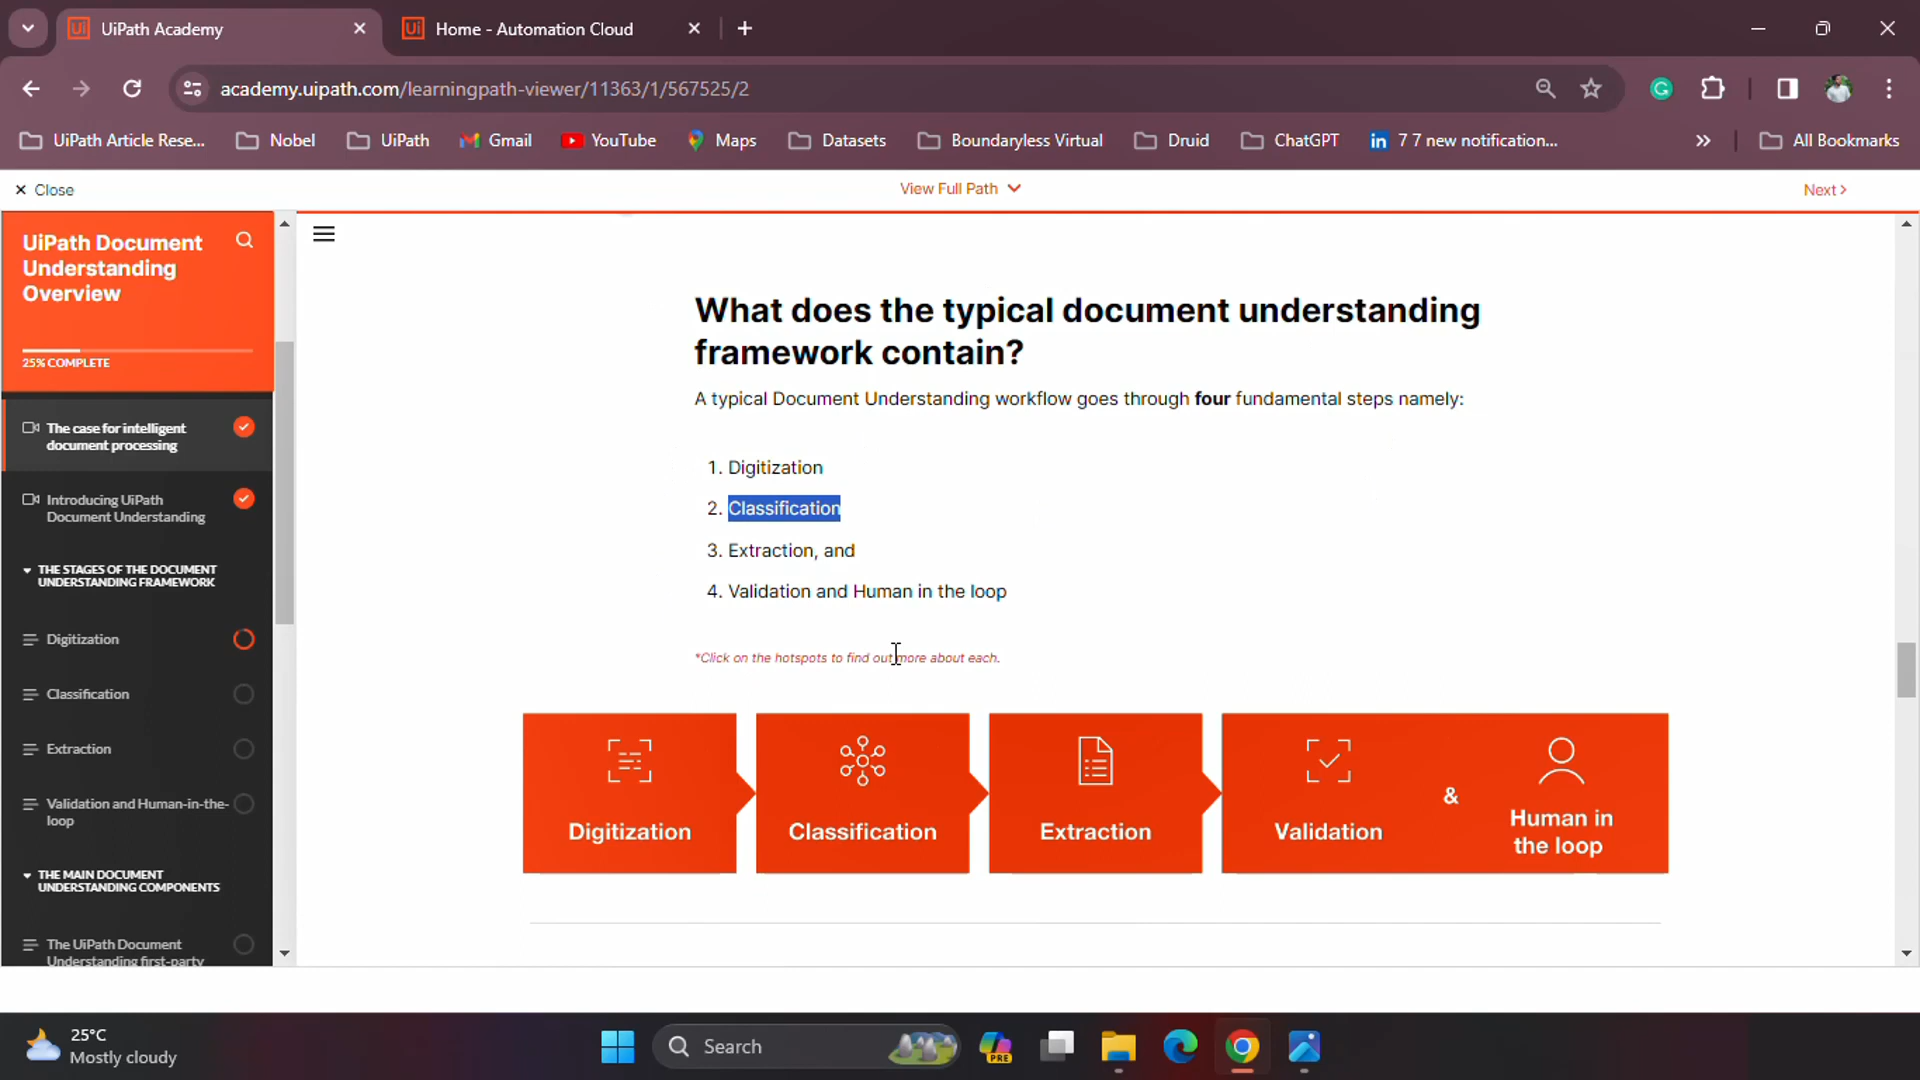 UiPath Academy
Home - Automation Cloud
academy.uipath.com/learningpath-viewer/11363/1/567525/2
UiPath Article Rese...
Nobel
UiPath
Gmail
YouTube
Maps
Datasets
Boundaryless Virtual
Druid
ChatGPT
7 7 new notification...
All Bookmarks
Close
View Full Path
Next
UiPath Document
Understanding
Overview
25% COMPLETE
The case for intelligent
document processing
Introducing UiPath
Document Understanding
THE STAGES OF THE DOCUMENT
UNDERSTANDING FRAMEWORK
Digitization
Classification
Extraction
Validation and Human-in-the-
loop
THE MAIN DOCUMENT
UNDERSTANDING COMPONENTS
The UiPath Document
Understanding first-party
What does the typical document understanding
framework contain?
A typical Document Understanding workflow goes through four fundamental steps namely:
1. Digitization
2. Classification
3. Extraction, and
4. Validation and Human in the loop
*Click on the hotspots to find out more about each.
Digitization
Classification
Extraction
Validation
&
Human in
the loop
25°C
Mostly cloudy
Search
PRE